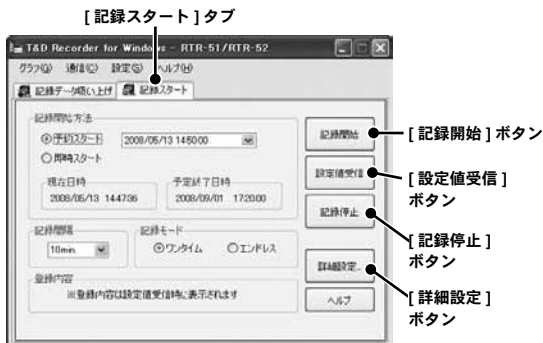 [ 記録スタート ] タブ
T&D Recorder for Windows - RTR-51/RTR-52
グラフ(G) 通信(C) 設定(S) ヘルプ(H)
記録データ吸い上げ 記録スタート
記録開始方法
予約スタート 2008/05/13 14:50:00
即時スタート
現在日時 予定終了日時
2008/05/13 14:47:36 2008/09/01 17:20:00
記録間隔 記録モード
10min. ワンタイム エンドレス
登録内容
※登録内容は設定値受信時に表示されます
記録開始
設定値受信
記録停止
詳細設定...
ヘルプ
[ 記録開始 ] ボタン
[ 設定値受信 ]
ボタン
[ 記録停止 ]
ボタン
[ 詳細設定 ]
ボタン